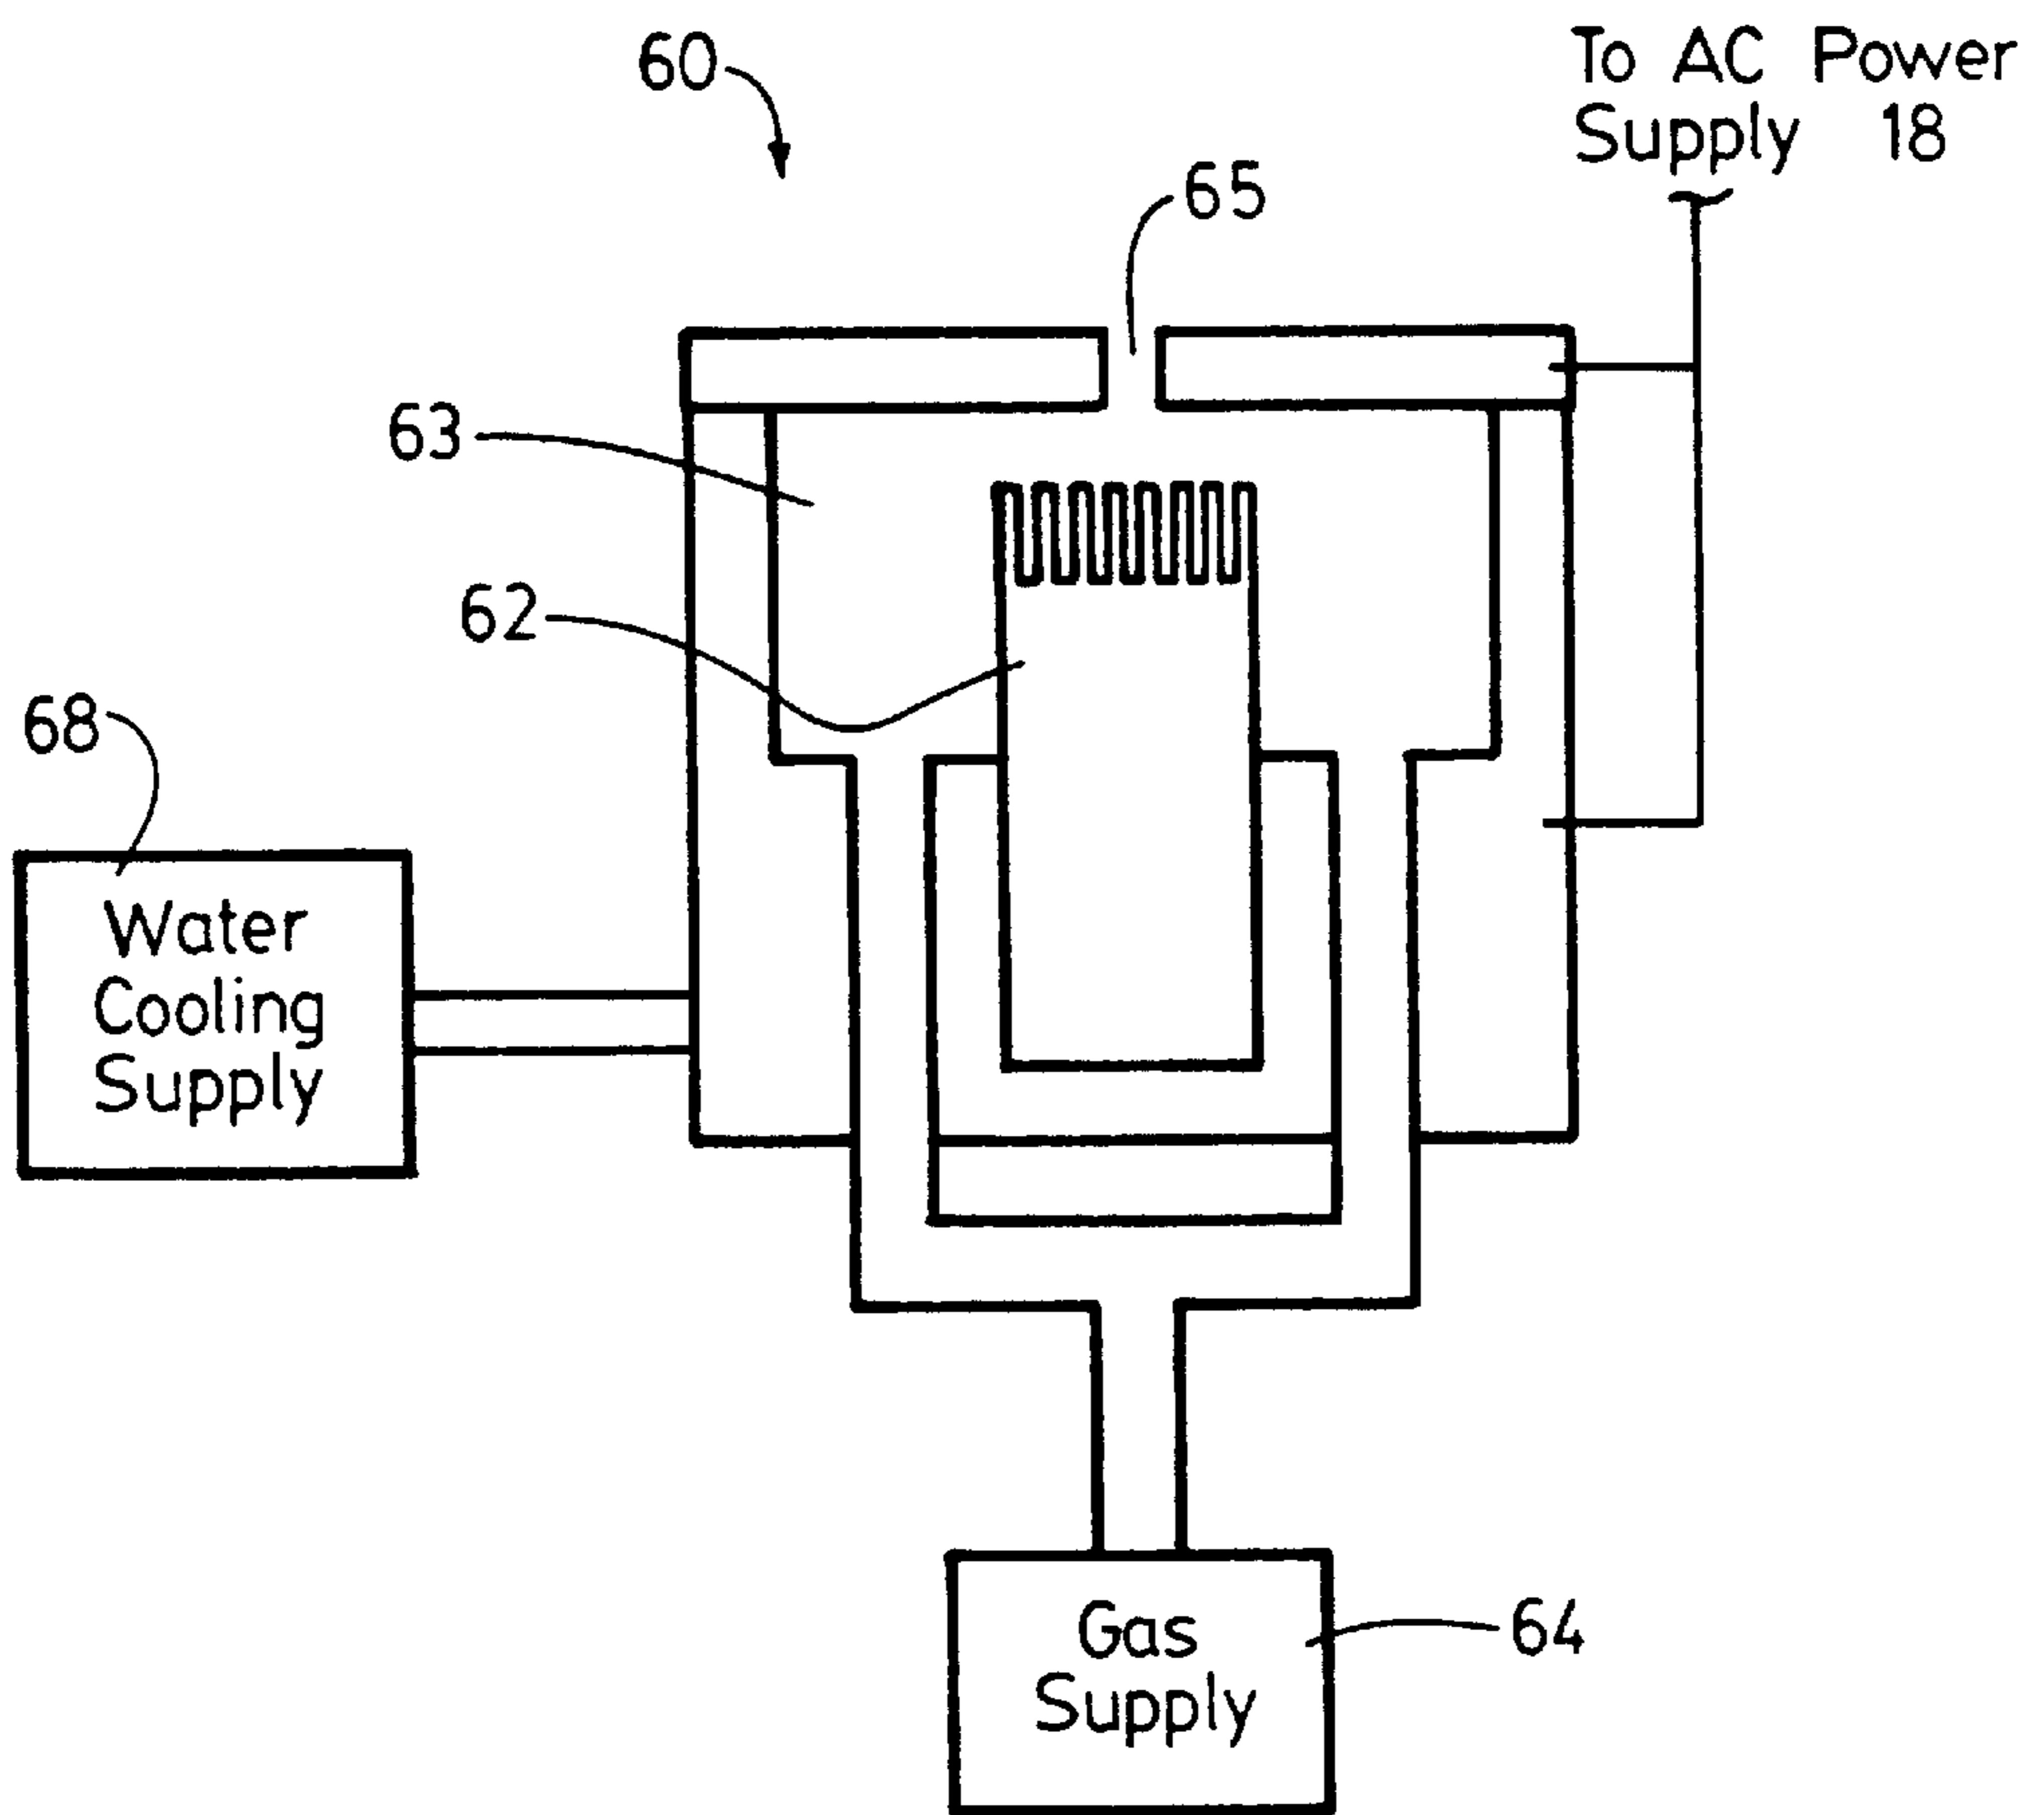 60
To AC Power
Supply 18
65
63
62
68
Water
Cooling
Supply
Gas
Supply
64